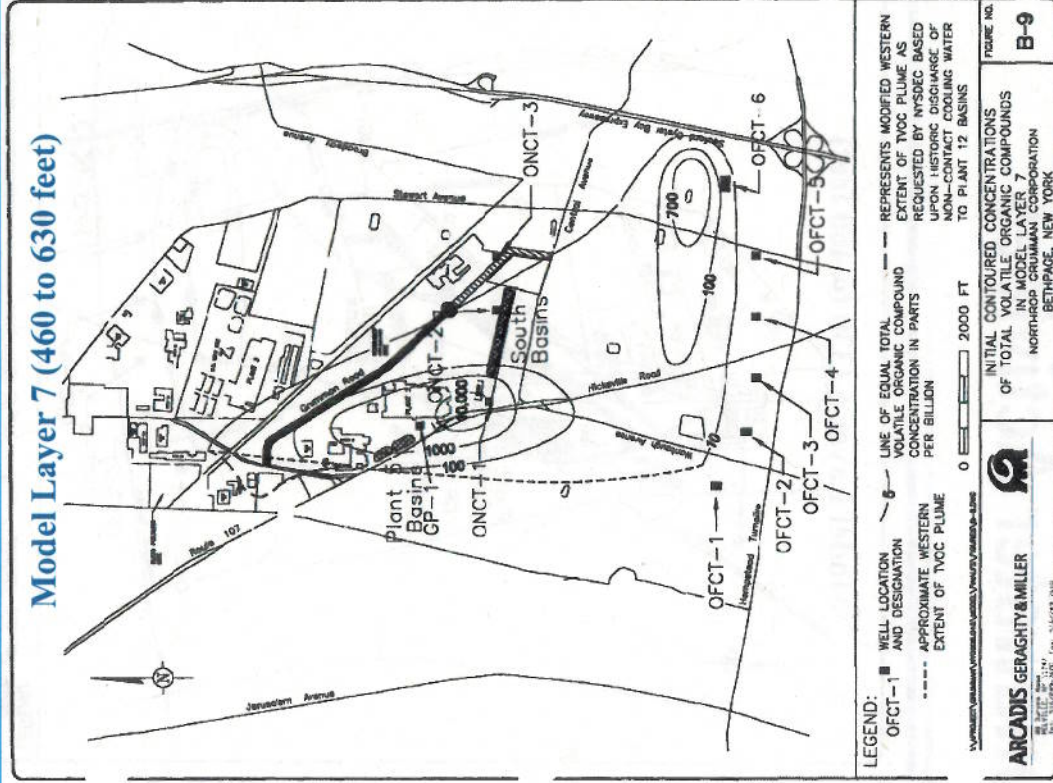 Model Layer 7 (460 to 630 feet)
N
Route 107
Jerusalem Avenue
Grumman Road
PLANT 3
Stewart Avenue
Broadway
Avenue
ONCT-3
ONCT-2
South
Basins
Plant
Basin
GP-1
ONCT-1
40,000
1000
100
Central Avenue
Seaford Oyster Bay Expressway
Hicksville Road
Wantagh Avenue
10
100
700
OFCT-6
OFCT-5
OFCT-4
OFCT-3
OFCT-2
OFCT-1
Hempstead Turnpike
LEGEND:
OFCT-1 WELL LOCATION
AND DESIGNATION
APPROXIMATE WESTERN
EXTENT OF TVOC PLUME
LINE OF EQUAL TOTAL
VOLATILE ORGANIC COMPOUND
CONCENTRATION IN PARTS
PER BILLION
REPRESENTS MODIFIED WESTERN
EXTENT OF TVOC PLUME AS
REQUESTED BY NYSDEC BASED
UPON HISTORIC DISCHARGE OF
NON-CONTACT COOLING WATER
TO PLANT 12 BASINS
0 2000 FT
ARCADIS GERAGHTY&MILLER
INITIAL CONTOURED CONCENTRATIONS
OF TOTAL VOLATILE ORGANIC COMPOUNDS
IN MODEL LAYER 7
NORTHROP GRUMMAN CORPORATION
BETHPAGE, NEW YORK
FIGURE NO.
B-9